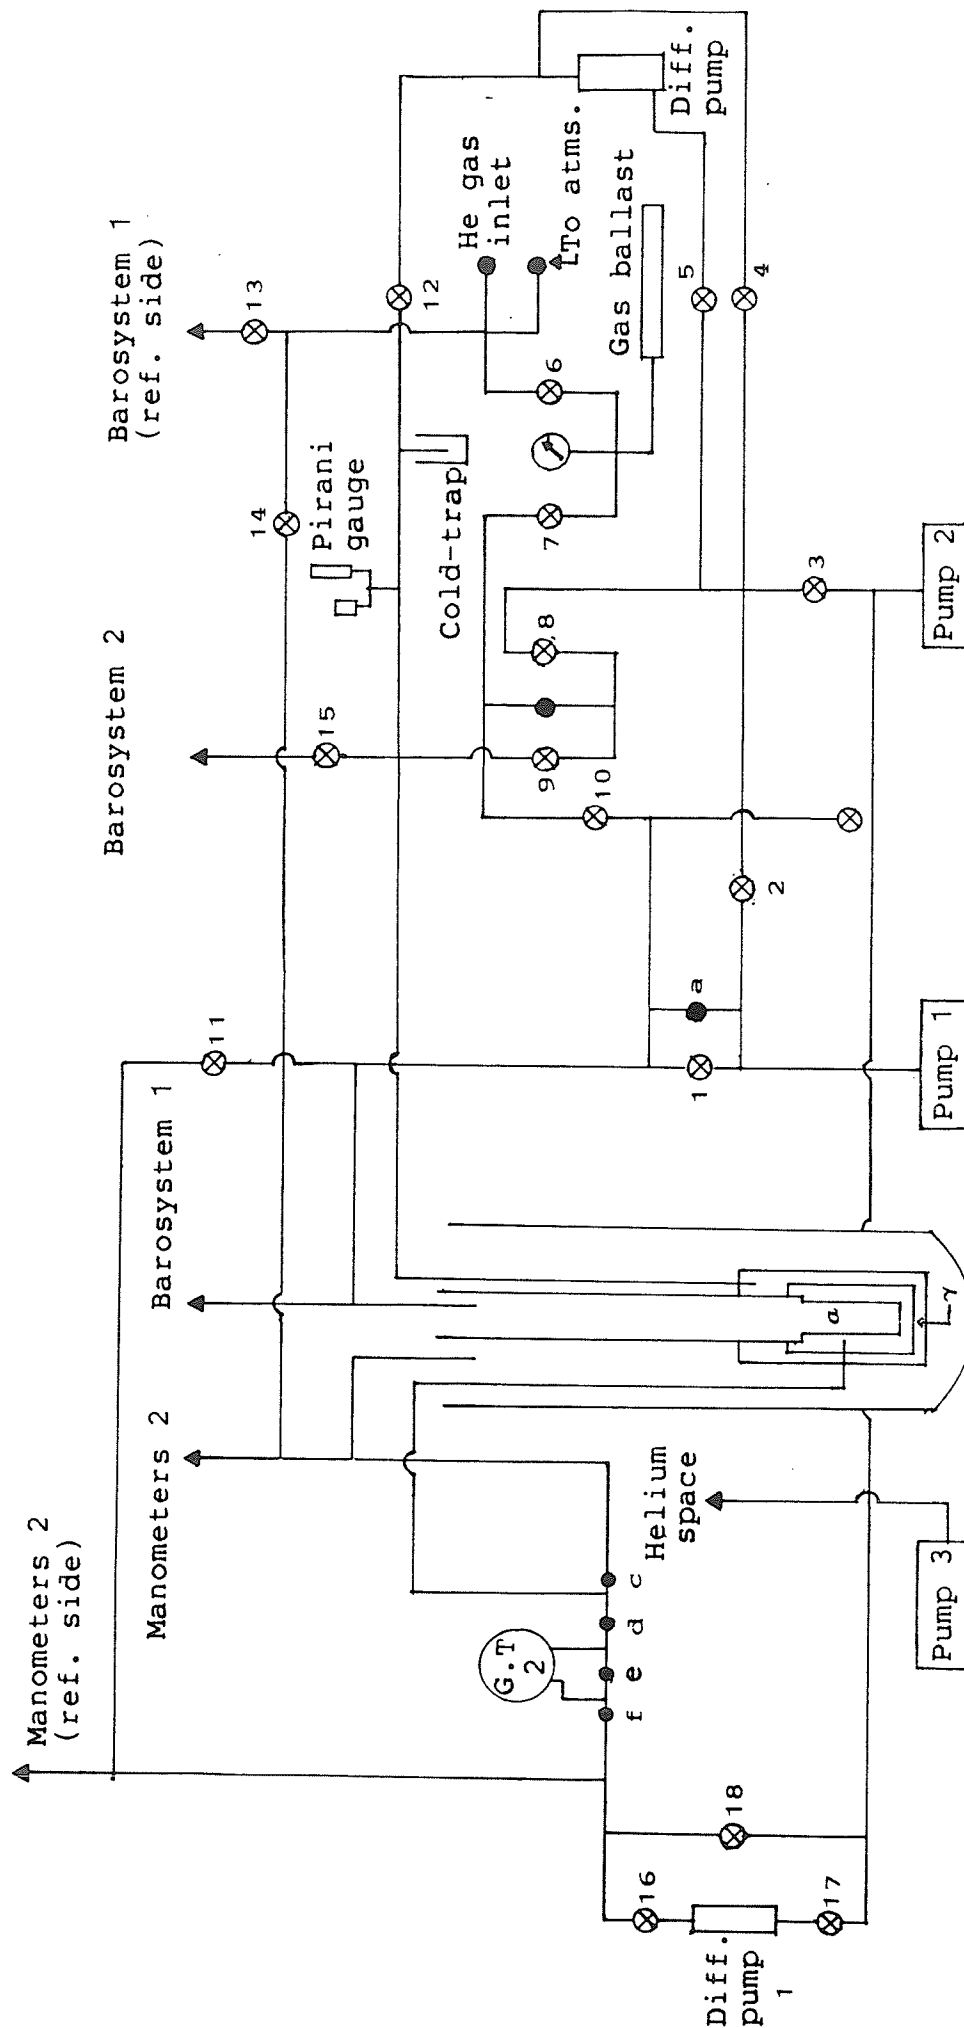 Manometers 2
(ref. side)
Manometers 2
Barosystem 1
Barosystem 2
Barosystem 1
(ref. side)
11
15
14
13
Pirani
gauge
12
Cold-trap
He gas
inlet
To atms.
Gas ballast
Diff.
pump
G.T
2
f
e
d
c
Helium
space
10
9
8
7
6
5
4
3
2
1
a
a
γ
16
17
18
Diff.
pump
1
Pump 3
Pump 1
Pump 2